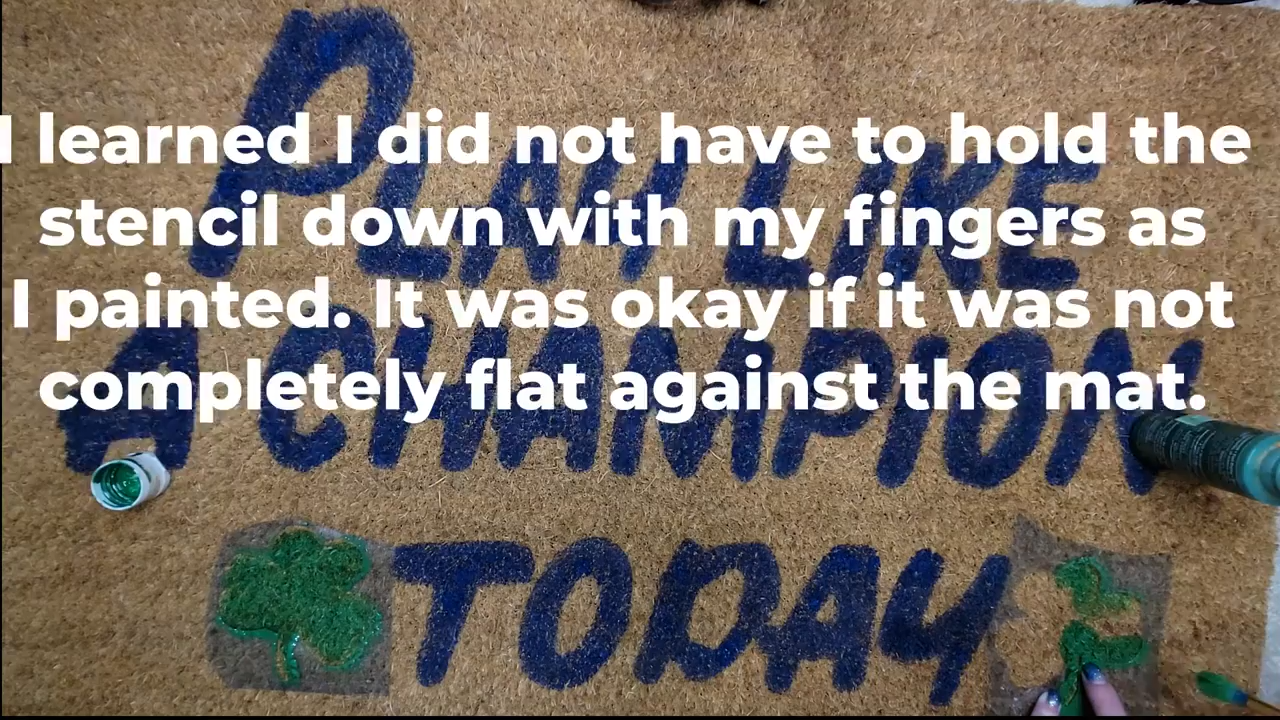 I learned I did not have to hold the
stencil down with my fingers as
I painted. It was okay if it was not
completely flat against the mat.
PLAY LIKE
A CHAMPION
TODAY